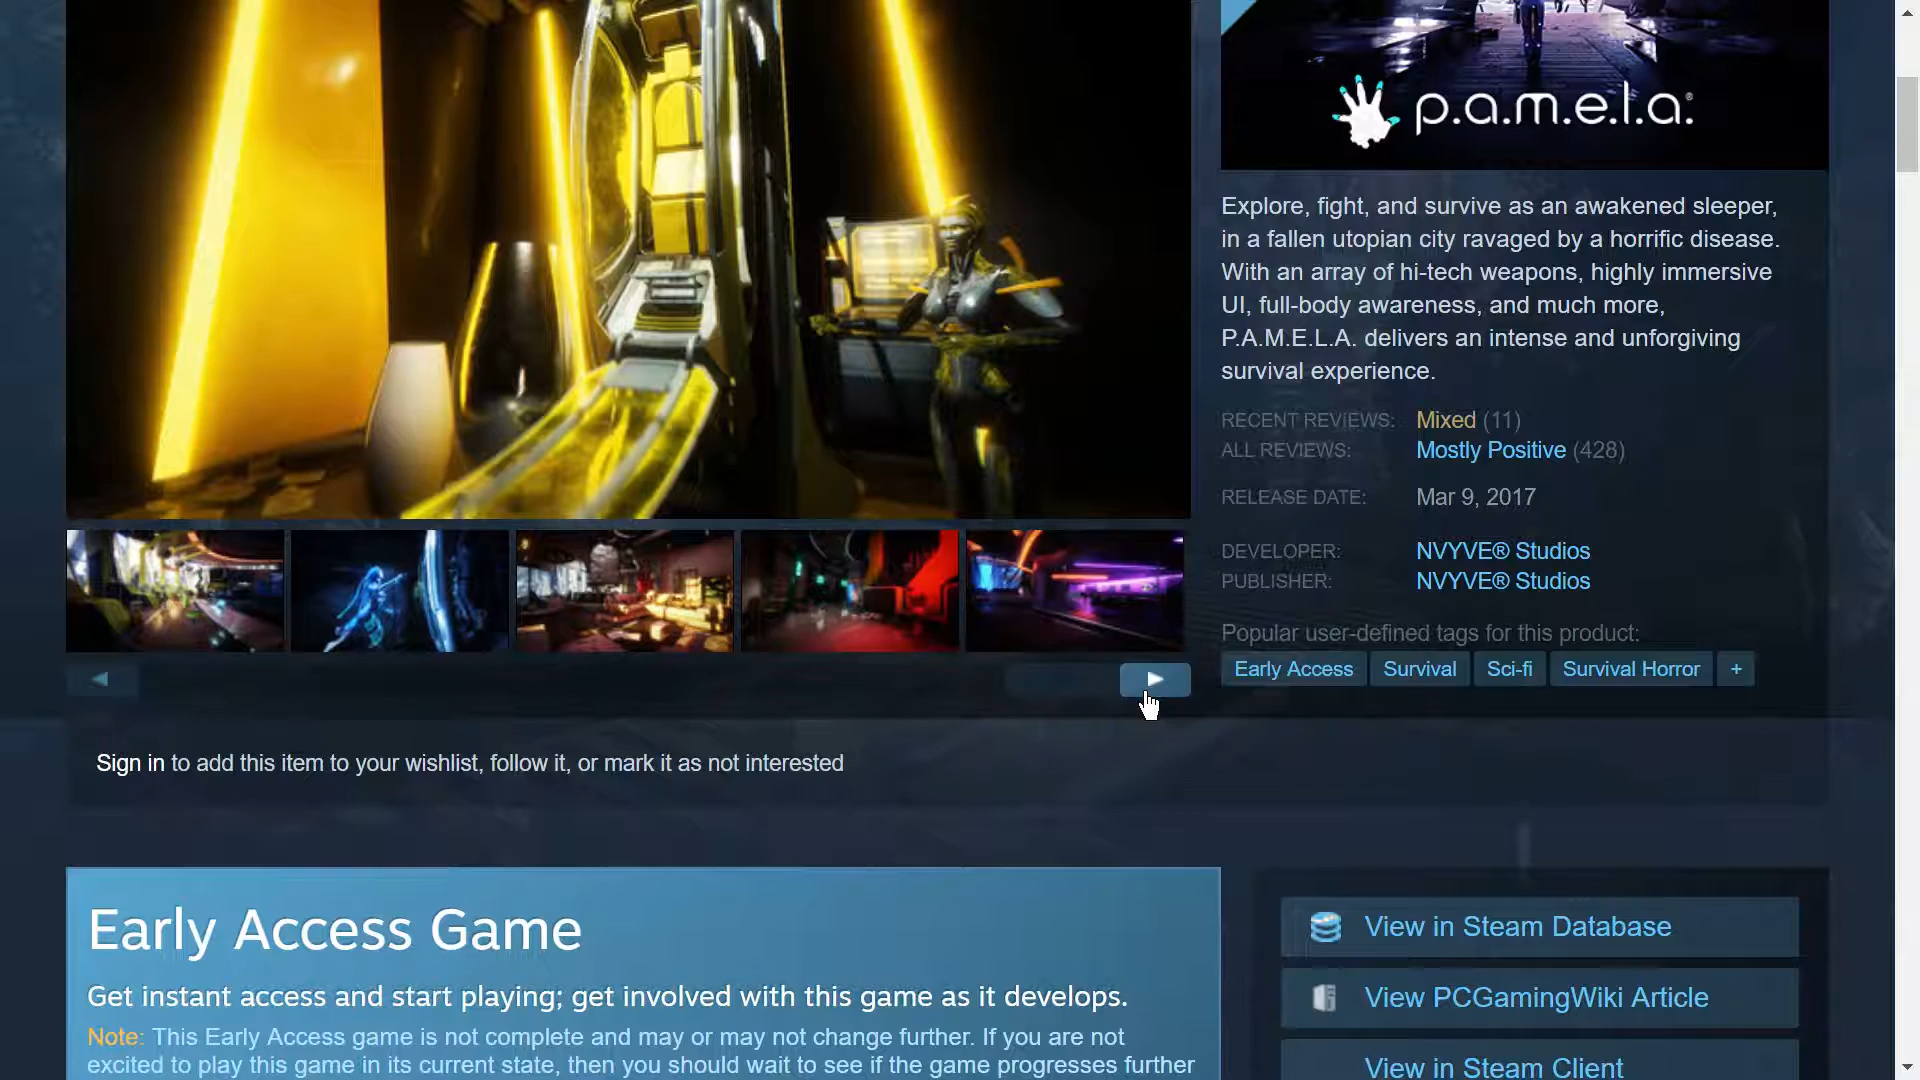 p.a.m.e.l.a.®
Explore, fight, and survive as an awakened sleeper,
in a fallen utopian city ravaged by a horrific disease.
With an array of hi-tech weapons, highly immersive
UI, full-body awareness, and much more,
P.A.M.E.L.A. delivers an intense and unforgiving
survival experience.
RECENT REVIEWS: Mixed (11)
ALL REVIEWS: Mostly Positive (428)
RELEASE DATE: Mar 9, 2017
DEVELOPER: NVYVE® Studios
PUBLISHER: NVYVE® Studios
Popular user-defined tags for this product:
Early Access Survival Sci-fi Survival Horror +
Sign in to add this item to your wishlist, follow it, or mark it as not interested
Early Access Game
Get instant access and start playing; get involved with this game as it develops.
Note: This Early Access game is not complete and may or may not change further. If you are not
excited to play this game in its current state, then you should wait to see if the game progresses further
View in Steam Database
View PCGamingWiki Article
View in Steam Client